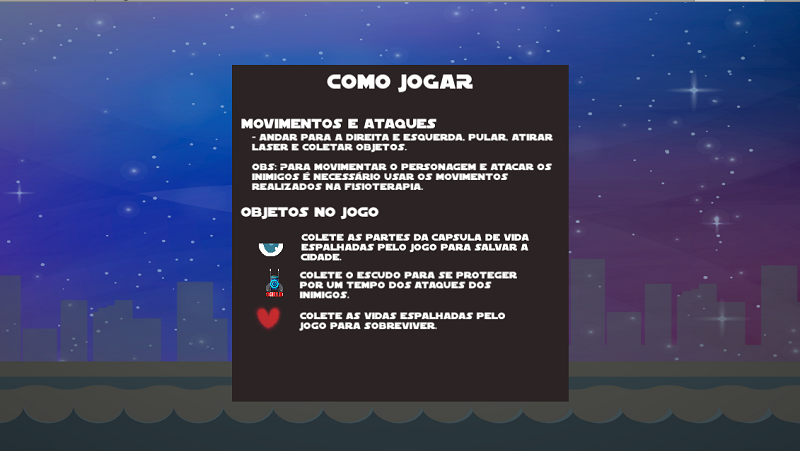 COMO JOGAR
MOVIMENTOS E ATAQUES
- ANDAR PARA A DIREITA E ESQUERDA, PULAR, ATIRAR
LASER E COLETAR OBJETOS.
OBS: PARA MOVIMENTAR O PERSONAGEM E ATACAR OS
INIMIGOS É NECESSÁRIO USAR OS MOVIMENTOS
REALIZADOS NA FISIOTERAPIA.
OBJETOS NO JOGO
COLETE AS PARTES DA CAPSULA DE VIDA
ESPALHADAS PELO JOGO PARA SALVAR A
CIDADE.
COLETE O ESCUDO PARA SE PROTEGER
POR UM TEMPO DOS ATAQUES DOS
INIMIGOS.
COLETE AS VIDAS ESPALHADAS PELO
JOGO PARA SOBREVIVER.